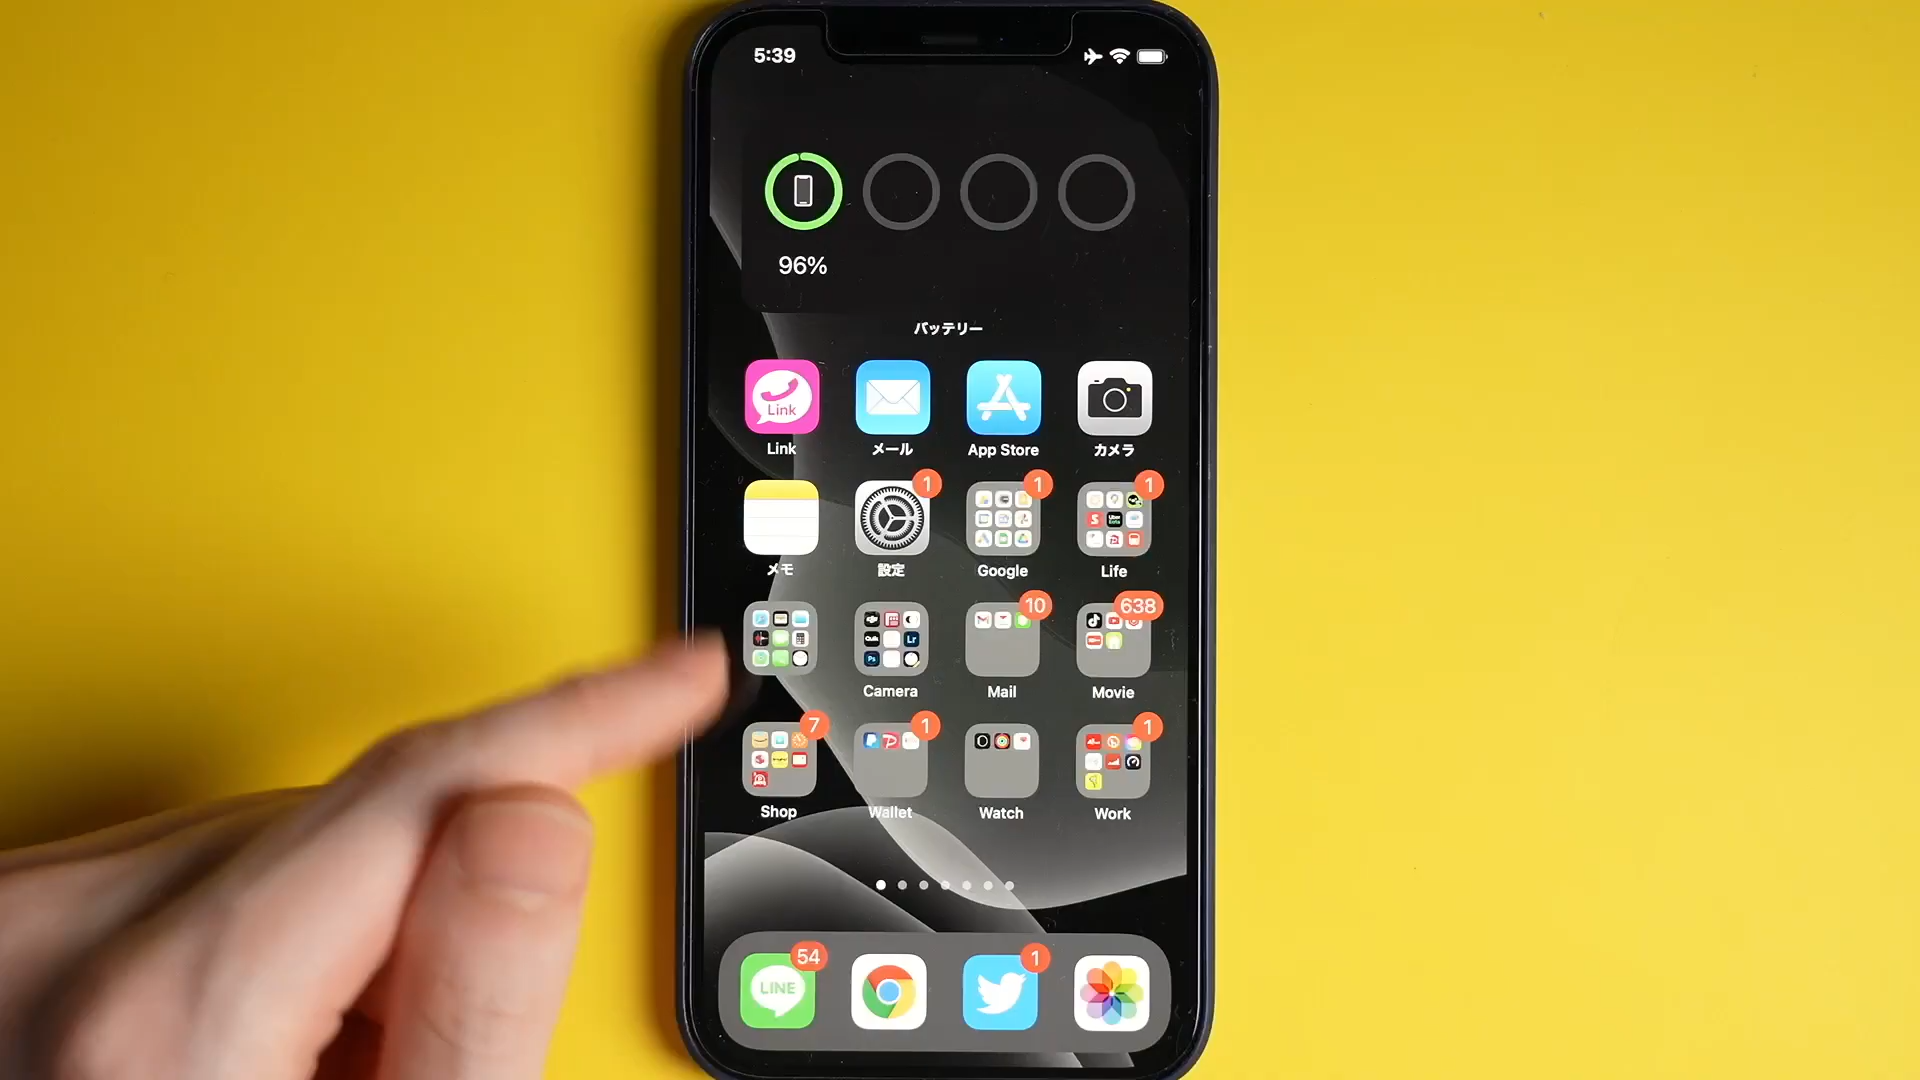 5:39
96%
バッテリー
Link
Link
メール
App Store
カメラ
1
1
1
メモ
設定
Google
Life
10
638
Lr
Ps
Camera
Mail
Movie
7
1
1
Shop
Wallet
Watch
Work
54
1
LINE